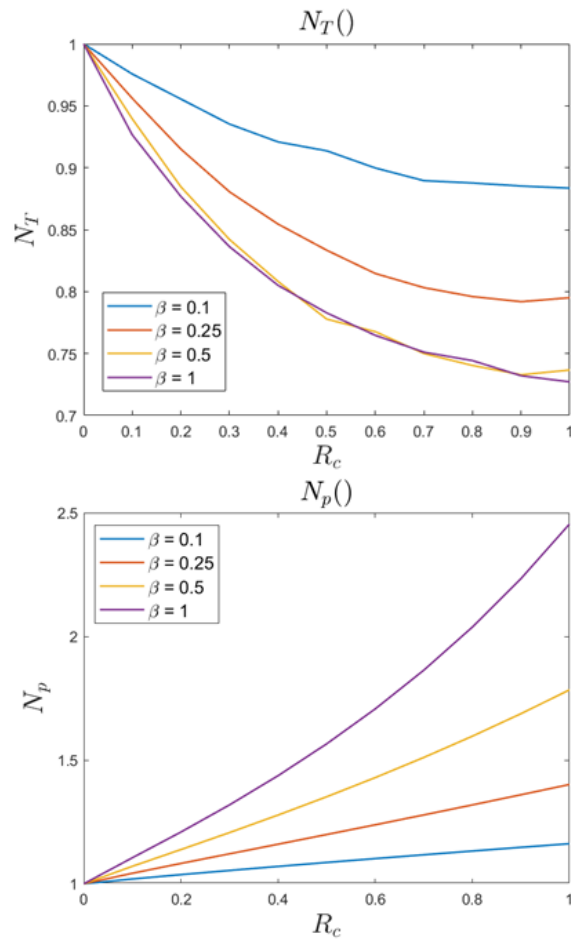 N_T()
1
0.95
0.9
0.85
0.8
0.75
0.7
N_T
β = 0.1
β = 0.25
β = 0.5
β = 1
0 0.1 0.2 0.3 0.4 0.5 0.6 0.7 0.8 0.9 1
R_c
N_p()
2.5
2
1.5
1
N_p
β = 0.1
β = 0.25
β = 0.5
β = 1
0 0.2 0.4 0.6 0.8 1
R_c